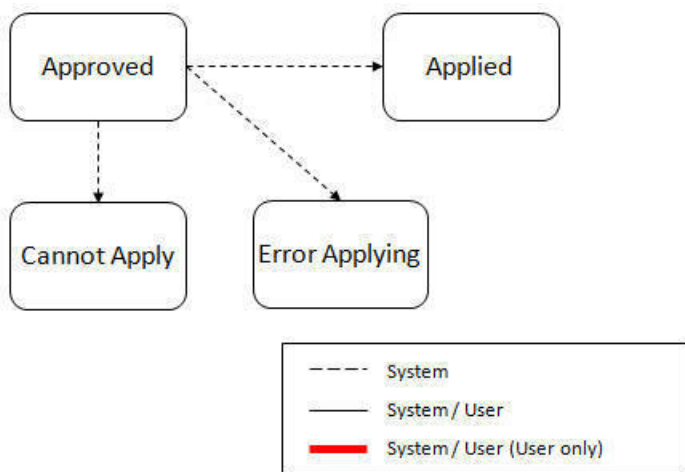 Approved
Applied
Cannot Apply
Error Applying
System
System / User
System / User (User only)